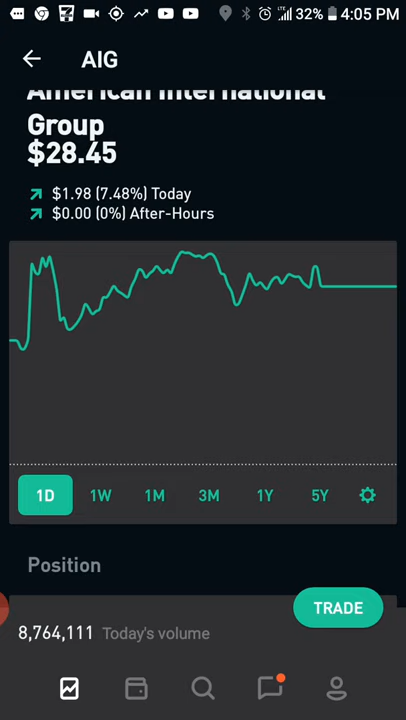 32% 4:05 PM
AIG
American International
Group
$28.45
$1.98 (7.48%) Today
$0.00 (0%) After-Hours
1D 1W 1M 3M 1Y 5Y
Position
TRADE
8,764,111 Today's volume